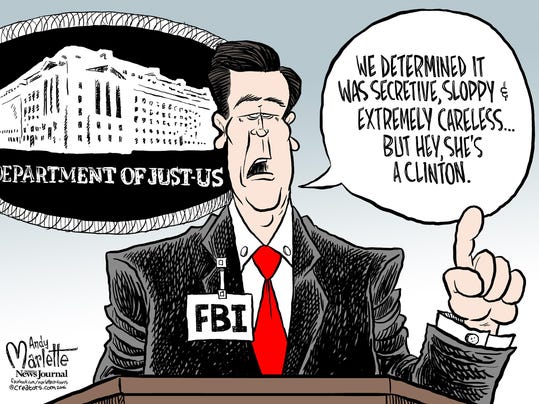 WE DETERMINED IT
WAS SECRETIVE, SLOPPY &
EXTREMELY CARELESS...
BUT HEY, SHE'S
A CLINTON.
DEPARTMENT OF JUST-US
FBI
Andy
Marlette
News Journal
©creators.com 2016